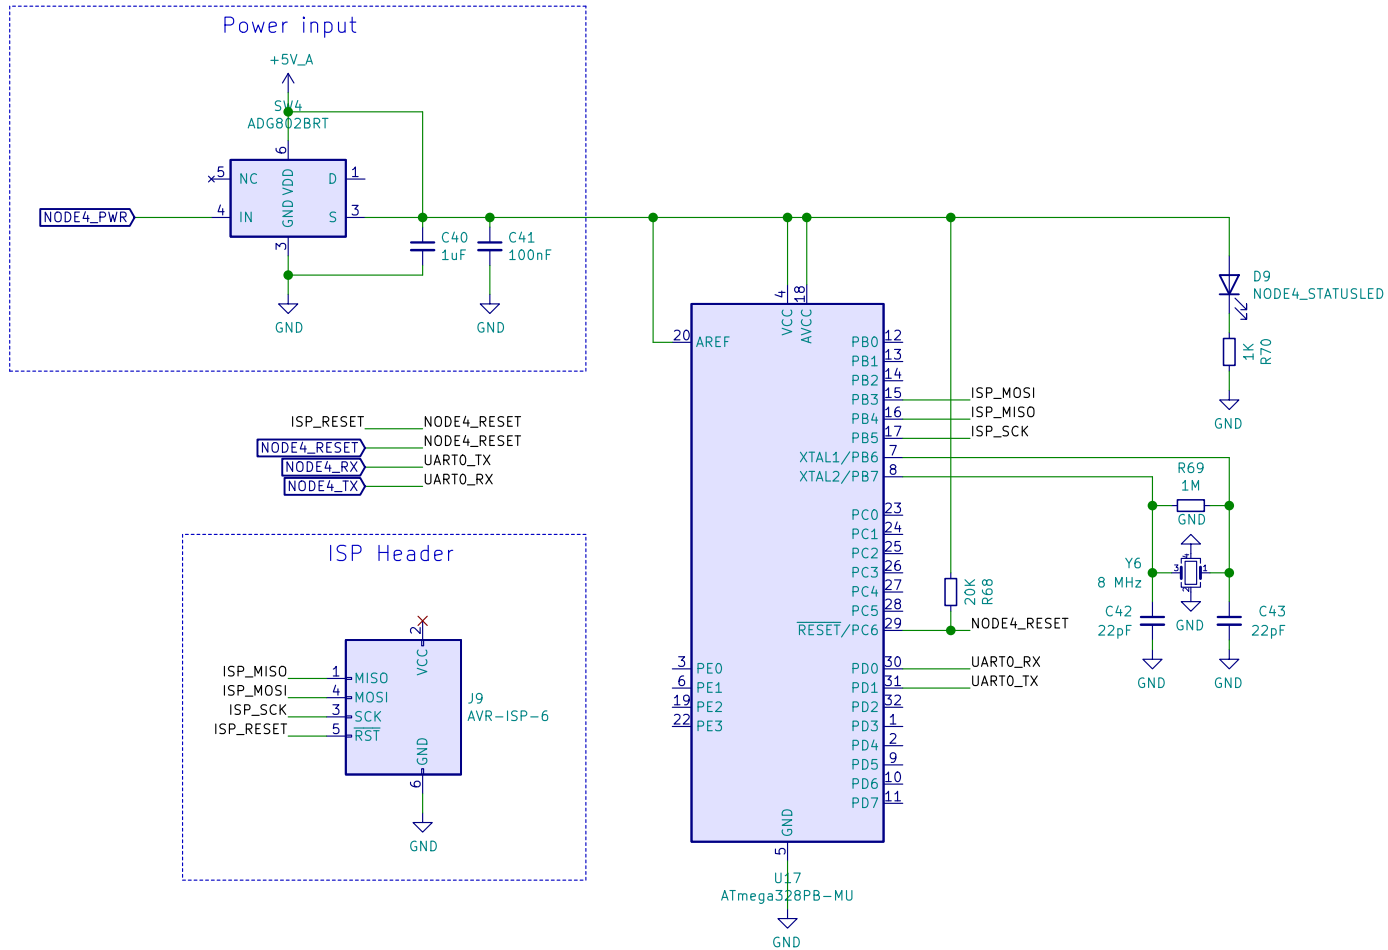 Power input
+5V_A
SW4
ADG802BRT
6
5 NC VDD D 1
NODE4_PWR 4 IN GND S 3
3
C40
1uF
C41
100nF
GND
GND
D9
NODE4_STATUSLED
1K
R70
GND
4
18
VCC
AVCC
20 AREF
PB0 12
PB1 13
PB2 14
PB3 15 ISP_MOSI
PB4 16 ISP_MISO
PB5 17 ISP_SCK
XTAL1/PB6 7
XTAL2/PB7 8
PC0 23
PC1 24
PC2 25
PC3 26
PC4 27
PC5 28
RESET/PC6 29 NODE4_RESET
20K
R68
PD0 30 UART0_RX
PD1 31 UART0_TX
PD2 32
PD3 1
PD4 2
PD5 9
PD6 10
PD7 11
3 PE0
6 PE1
19 PE2
22 PE3
GND
5
U17
ATmega328PB-MU
GND
R69
1M
GND
4
3
1
2
Y6
8 MHz
GND
C42
22pF
C43
22pF
GND
GND
ISP_RESET NODE4_RESET
NODE4_RESET NODE4_RESET
NODE4_RX UART0_TX
NODE4_TX UART0_RX
ISP Header
2
VCC
ISP_MISO 1 MISO
ISP_MOSI 4 MOSI
ISP_SCK 3 SCK
ISP_RESET 5 RST
J9
AVR-ISP-6
GND
6
GND